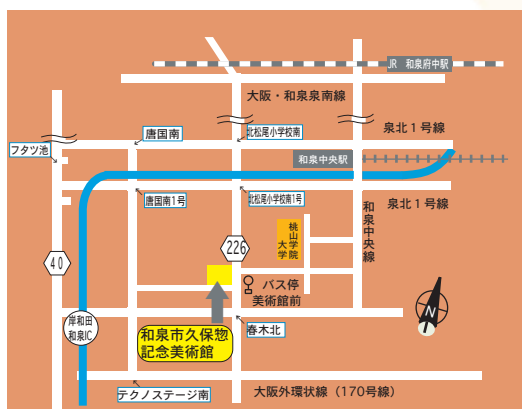 JR 和泉府中駅
大阪・和泉泉南線
唐国南
北松尾小学校南
泉北1号線
フタツ池
和泉中央駅
唐国南1号
北松尾小学校南1号
泉北1号線
和泉中央線
桃山学院
大学
226
40
バス停
美術館前
岸和田
和泉IC
和泉市久保惣
記念美術館
春木北
N
テクノステージ南
大阪外環状線（170号線）